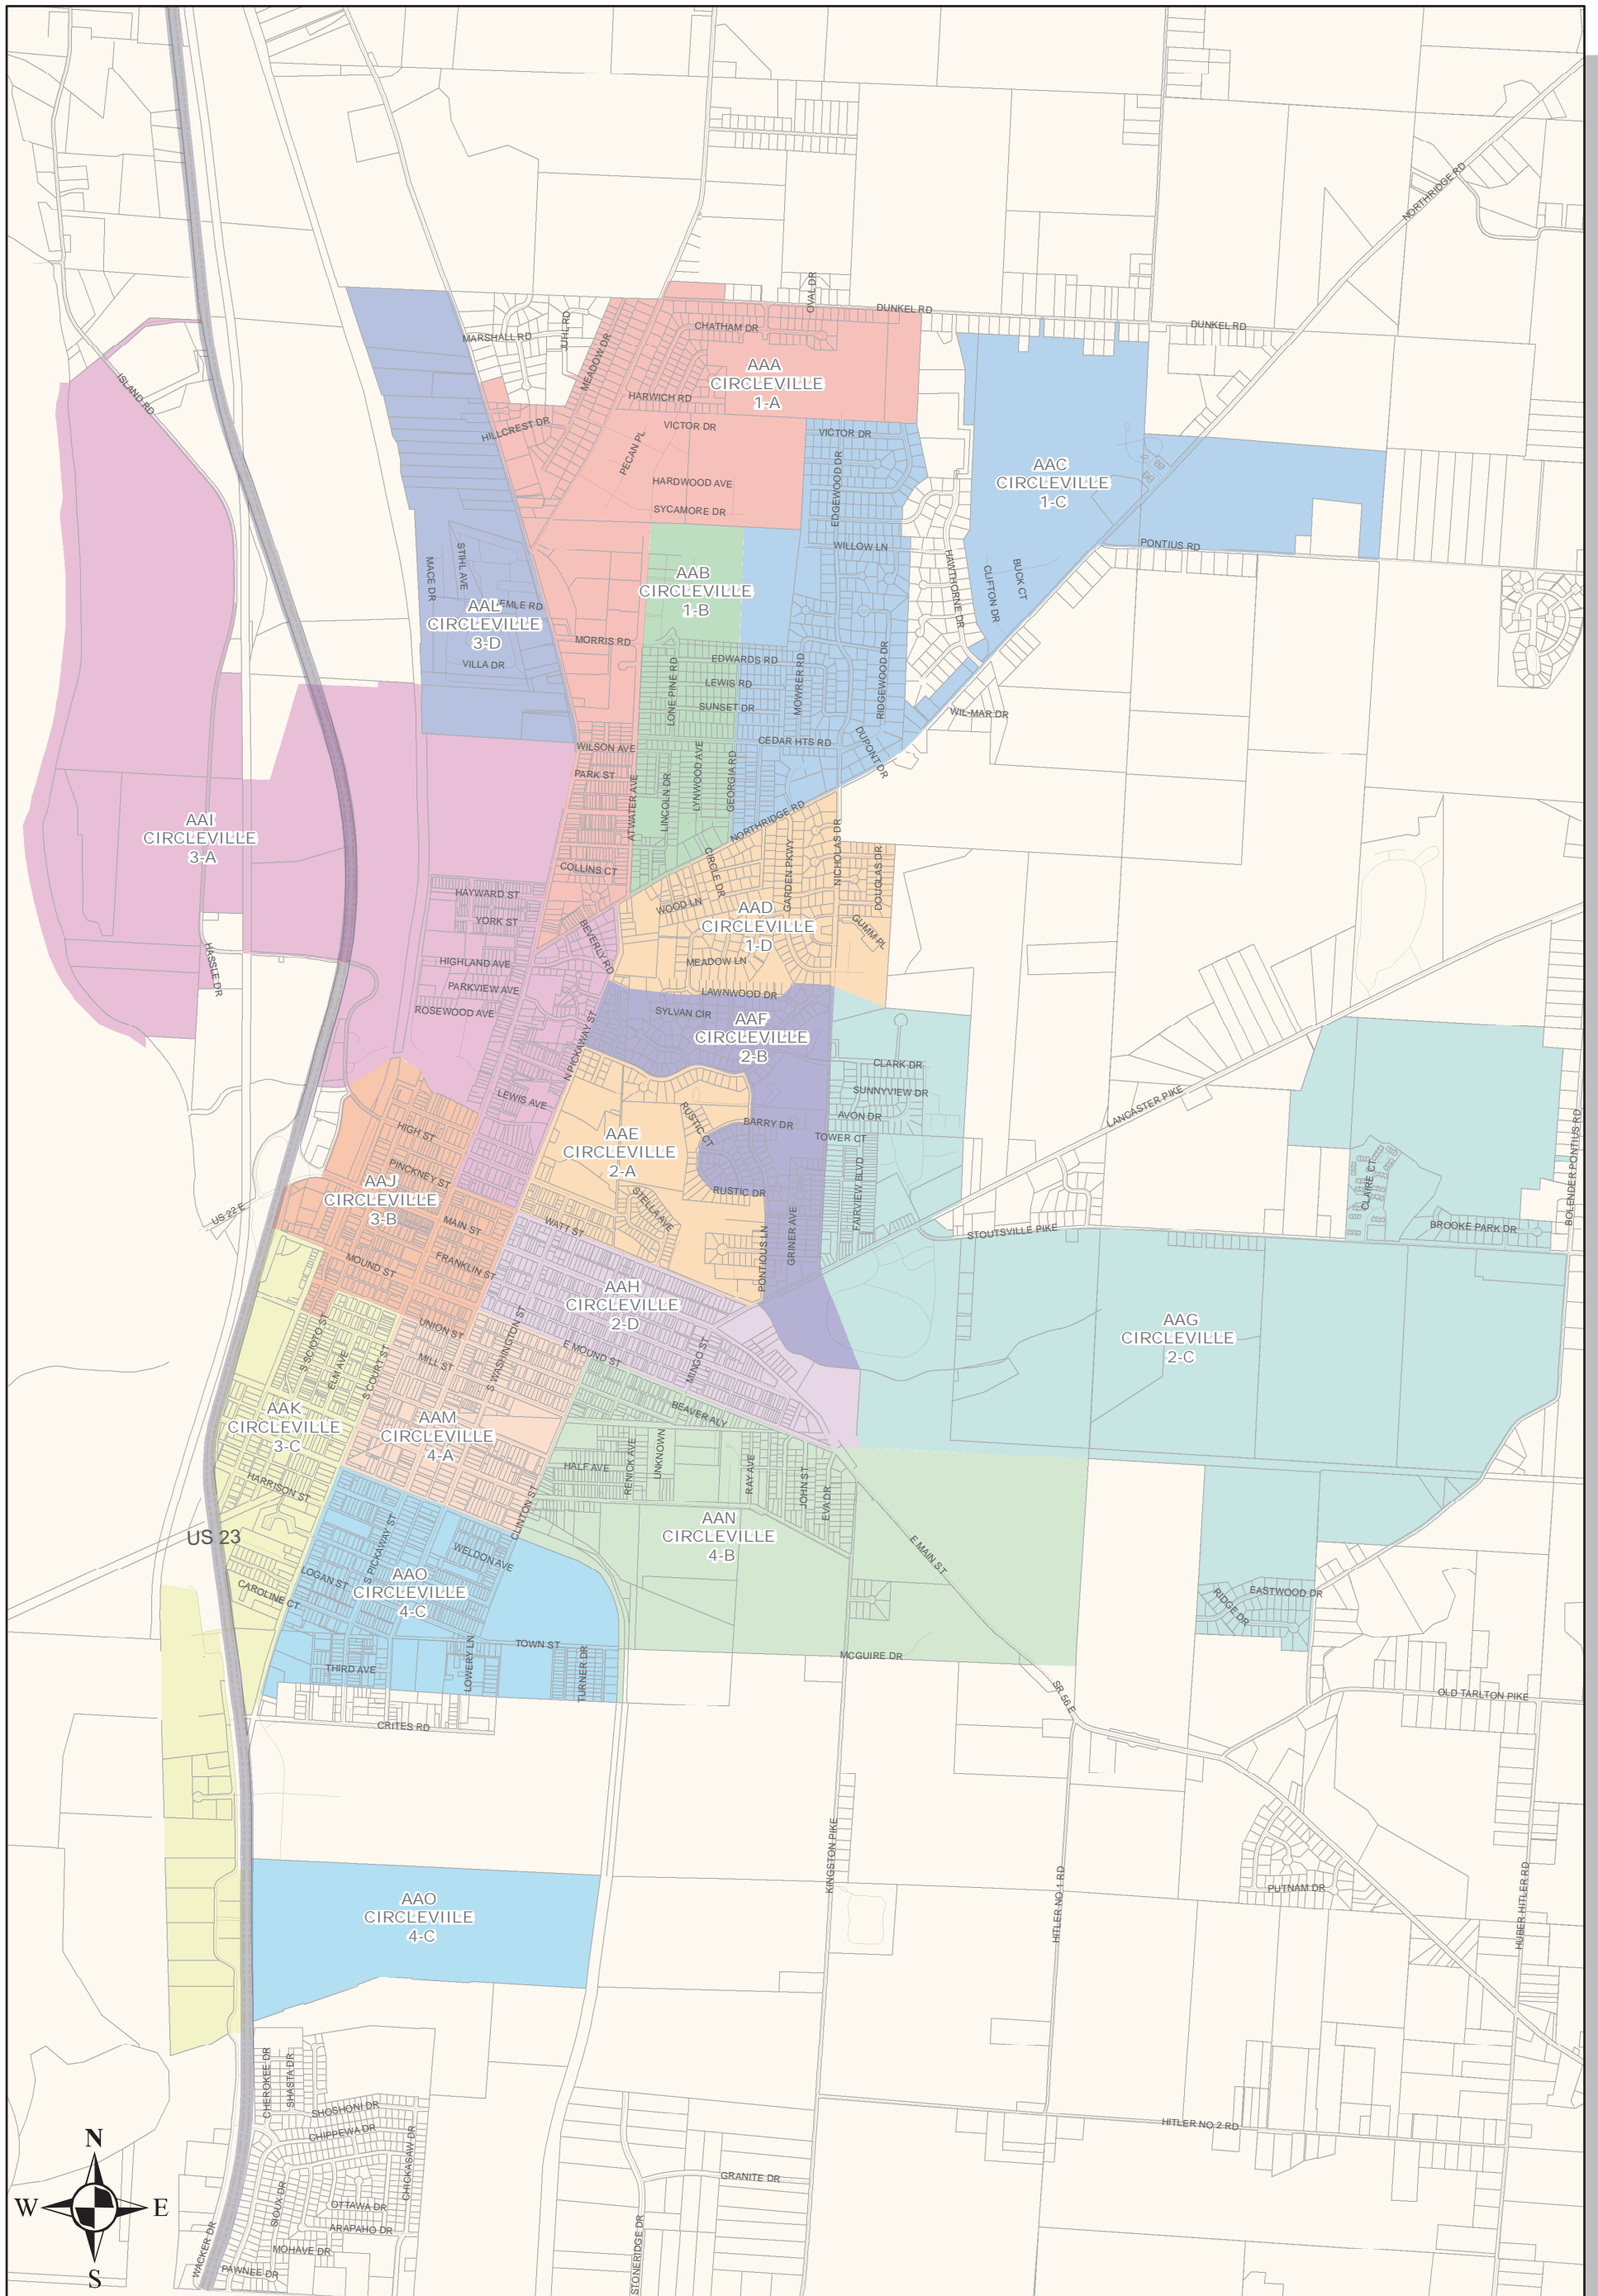 NORTHRIDGE RD
OVAL DR
DUNKEL RD
DUNKEL RD
CHATHAM DR
MARSHALL RD
JUHL RD
MEADOW DR
AAA
CIRCLEVILLE
1-A
ISLAND RD
HARWICH RD
HILLCREST DR
VICTOR DR
VICTOR DR
PECAN PL
EDGEWOOD DR
HARDWOOD AVE
SYCAMORE DR
AAC
CIRCLEVILLE
1-C
PONTIUS RD
WILLOW LN
HAWTHORNE DR
CLIFTON DR
BUCK CT
STIHL AVE
MACE DR
AAB
CIRCLEVILLE
1-B
AAL
CIRCLEVILLE
3-D
MORRIS RD
VILLA DR
EDWARDS RD
LEWIS RD
LONE PINE RD
SUNSET DR
MOWRER RD
RIDGEWOOD DR
WIL-MAR DR
CEDAR HTS RD
DUPONT DR
WILSON AVE
PARK ST
ATWATER AVE
LINCOLN DR
LYNWOOD AVE
GEORGIA RD
NORTHRIDGE RD
AAI
CIRCLEVILLE
3-A
COLLINS CT
CIRCLE DR
GARDEN PKWY
NICHOLAS DR
DOUGLAS DR
HAYWARD ST
YORK ST
WOOD LN
AAD
CIRCLEVILLE
1-D
GUMM PL
BEVERLY RD
HASSLE DR
HIGHLAND AVE
MEADOW LN
PARKVIEW AVE
LAWNWOOD DR
ROSEWOOD AVE
SYLVAN CIR
AAF
CIRCLEVILLE
2-B
N PICKAWAY ST
CLARK DR
SUNNYVIEW DR
LEWIS AVE
AVON DR
LANCASTER PIKE
RUSTIC CT
BARRY DR
TOWER CT
HIGH ST
AAE
CIRCLEVILLE
2-A
BOLENDER PONTIUS RD
PINCKNEY ST
AAJ
CIRCLEVILLE
3-B
RUSTIC DR
FAIRVIEW BLVD
CLAIRE CT
US 22 E
MAIN ST
WATT ST
STELLA AVE
GRINER AVE
PONTIOUS LN
STOUTSVILLE PIKE
BROOKE PARK DR
MOUND ST
FRANKLIN ST
AAH
CIRCLEVILLE
2-D
UNION ST
AAG
CIRCLEVILLE
2-C
S SCIOTO ST
ELM AVE
S COURT ST
MILL ST
S WASHINGTON ST
E MOUND ST
MINGO ST
BEAVER ALY
AAK
CIRCLEVILLE
3-C
AAM
CIRCLEVILLE
4-A
HALF AVE
RENICK AVE
UNKNOWN
RAY AVE
JOHN ST
EVA DR
HARRISON ST
CLINTON ST
US 23
AAN
CIRCLEVILLE
4-B
E MAIN ST
S PICKAWAY ST
WELDON AVE
LOGAN ST
CAROLINE CT
AAO
CIRCLEVILLE
4-C
EASTWOOD DR
RIDGE DR
TOWN ST
LOWERY LN
THIRD AVE
TURNER DR
MCGUIRE DR
SR 56 E
OLD TARLTON PIKE
CRITES RD
KINGSTON PIKE
HITLER NO 1 RD
PUTNAM DR
HUBER HITLER RD
AAO
CIRCLEVIILE
4-C
CHEROKEE DR
SHASTA DR
SHOSHONI DR
CHIPPEWA DR
CHICKASAW DR
HITLER NO 2 RD
GRANITE DR
SIOUX DR
OTTAWA DR
ARAPAHO DR
MOHAVE DR
WACKER DR
PAWNEE DR
STONERIDGE DR
N
W E
S